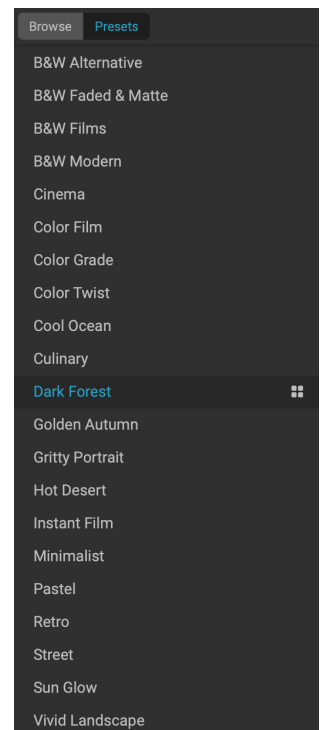 Browse Presets
B&W Alternative
B&W Faded & Matte
B&W Films
B&W Modern
Cinema
Color Film
Color Grade
Color Twist
Cool Ocean
Culinary
Dark Forest
Golden Autumn
Gritty Portrait
Hot Desert
Instant Film
Minimalist
Pastel
Retro
Street
Sun Glow
Vivid Landscape